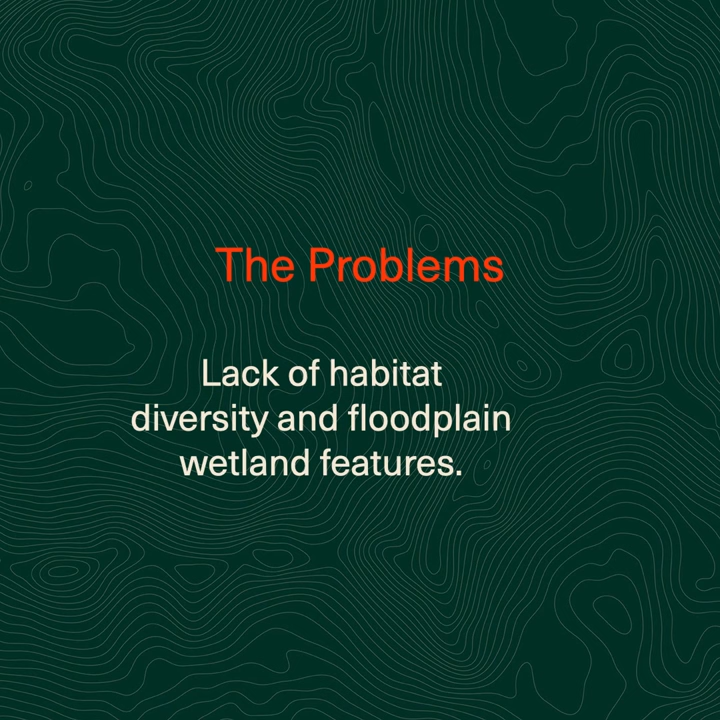 The Problems
Lack of habitat
diversity and floodplain
wetland features.